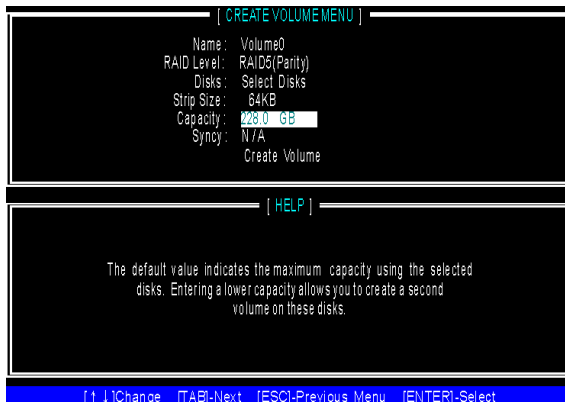 [ CREATE VOLUME MENU ]
Name : Volume0
RAID Level : RAID5(Parity)
Disks : Select Disks
Strip Size : 64KB
Capacity : 228.0 GB
Syncy : N/A
Create Volume
[ HELP ]
The default value indicates the maximum capacity using the selected
disks. Entering a lower capacity allows you to create a second
volume on these disks.
[↑↓]Change [TAB]-Next [ESC]-Previous Menu [ENTER]-Select